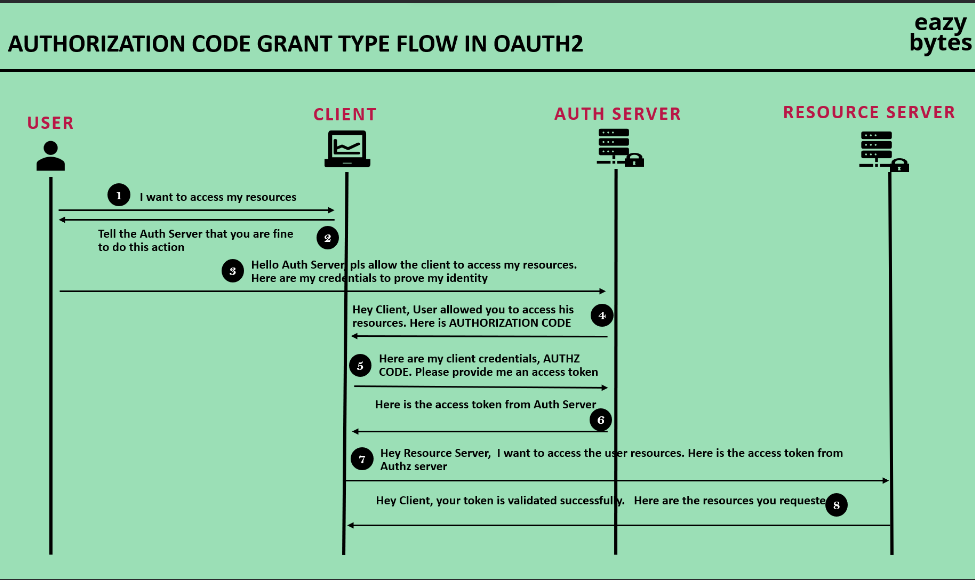 eazy
bytes
AUTHORIZATION CODE GRANT TYPE FLOW IN OAUTH2
USER
CLIENT
AUTH SERVER
RESOURCE SERVER
1 I want to access my resources
Tell the Auth Server that you are fine
to do this action
2
3 Hello Auth Server, pls allow the client to access my resources.
Here are my credentials to prove my identity
Hey Client, User allowed you to access his
resources. Here is AUTHORIZATION CODE
4
5 Here are my client credentials, AUTHZ
CODE. Please provide me an access token
Here is the access token from Auth Server
6
7 Hey Resource Server, I want to access the user resources. Here is the access token from
Authz server
Hey Client, your token is validated successfully. Here are the resources you requeste
8